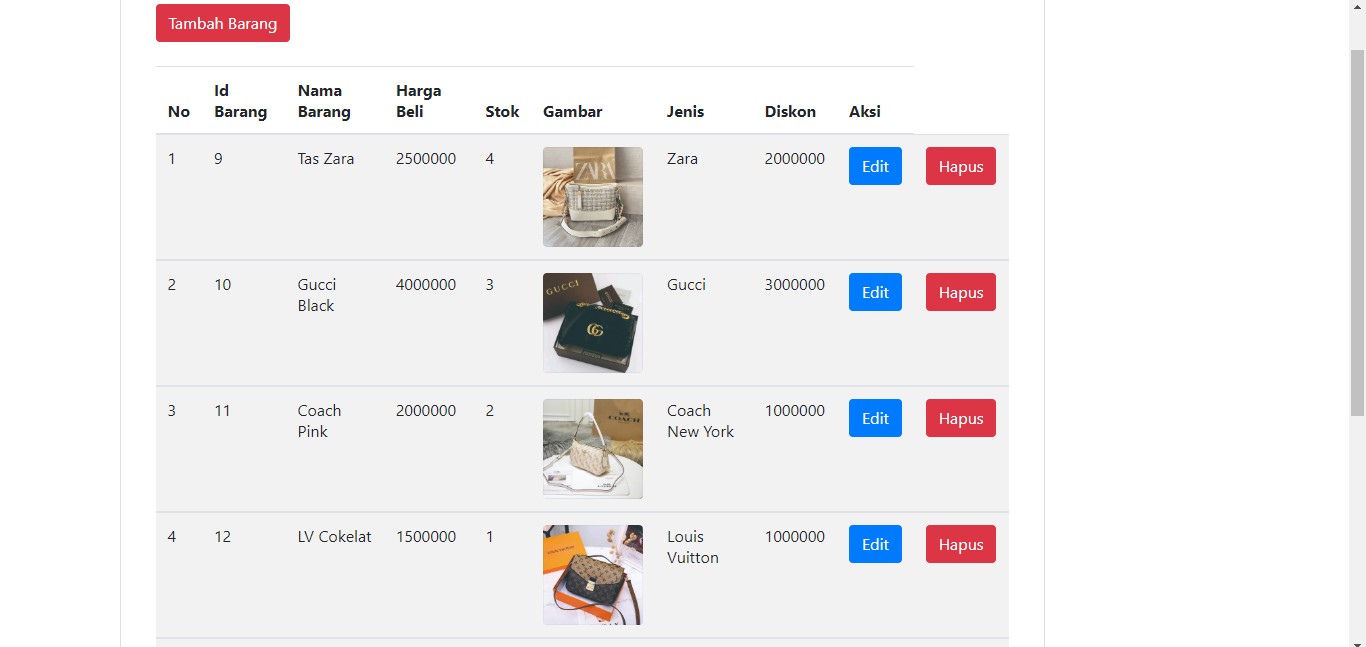 Tambah Barang
No Id Barang Nama Barang Harga Beli Stok Gambar Jenis Diskon Aksi
1 9 Tas Zara 2500000 4 ZARA Zara 2000000 Edit Hapus
2 10 Gucci Black 4000000 3 GUCCI Gucci 3000000 Edit Hapus
3 11 Coach Pink 2000000 2 COACH Coach New York 1000000 Edit Hapus
4 12 LV Cokelat 1500000 1 Louis Vuitton 1000000 Edit Hapus